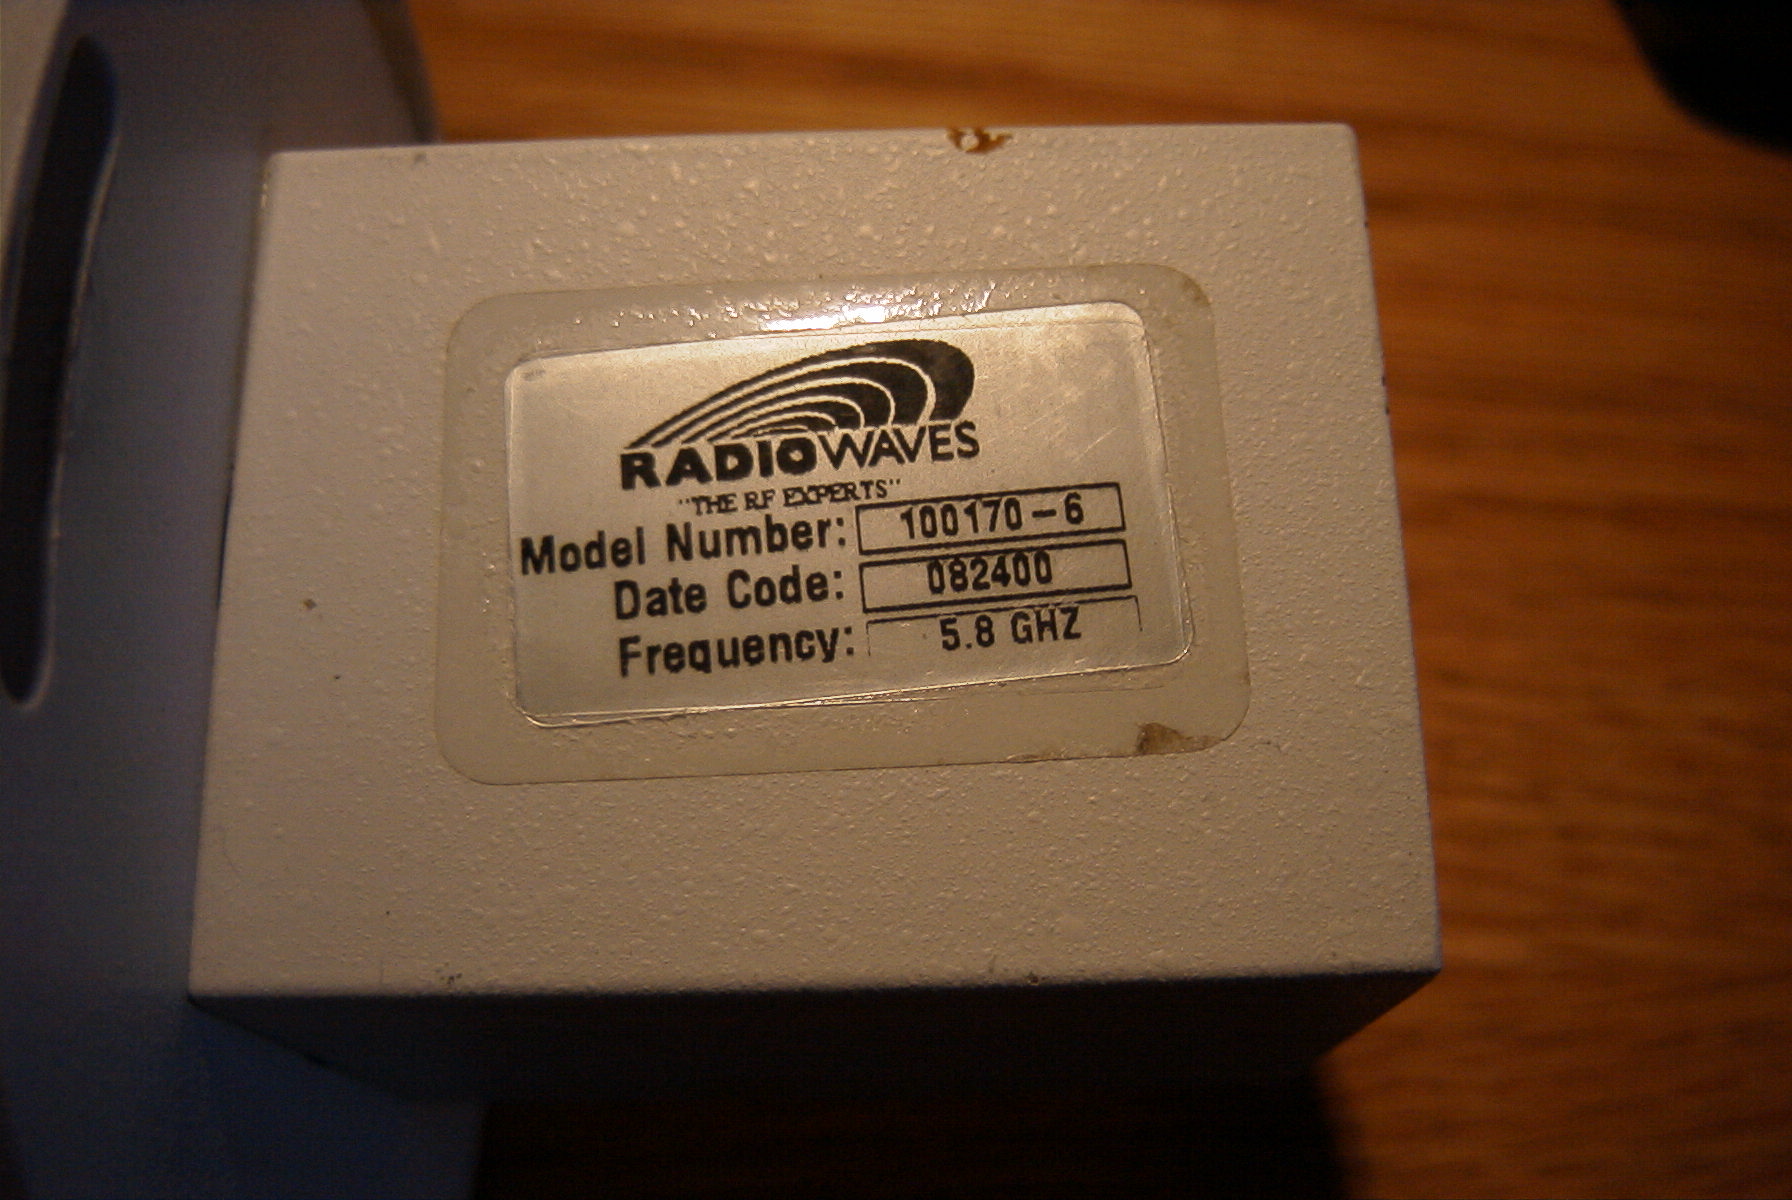 RADIOWAVES
"THE RF EXPERTS"
Model Number: 100170-6
Date Code: 082400
Frequency: 5.8 GHZ